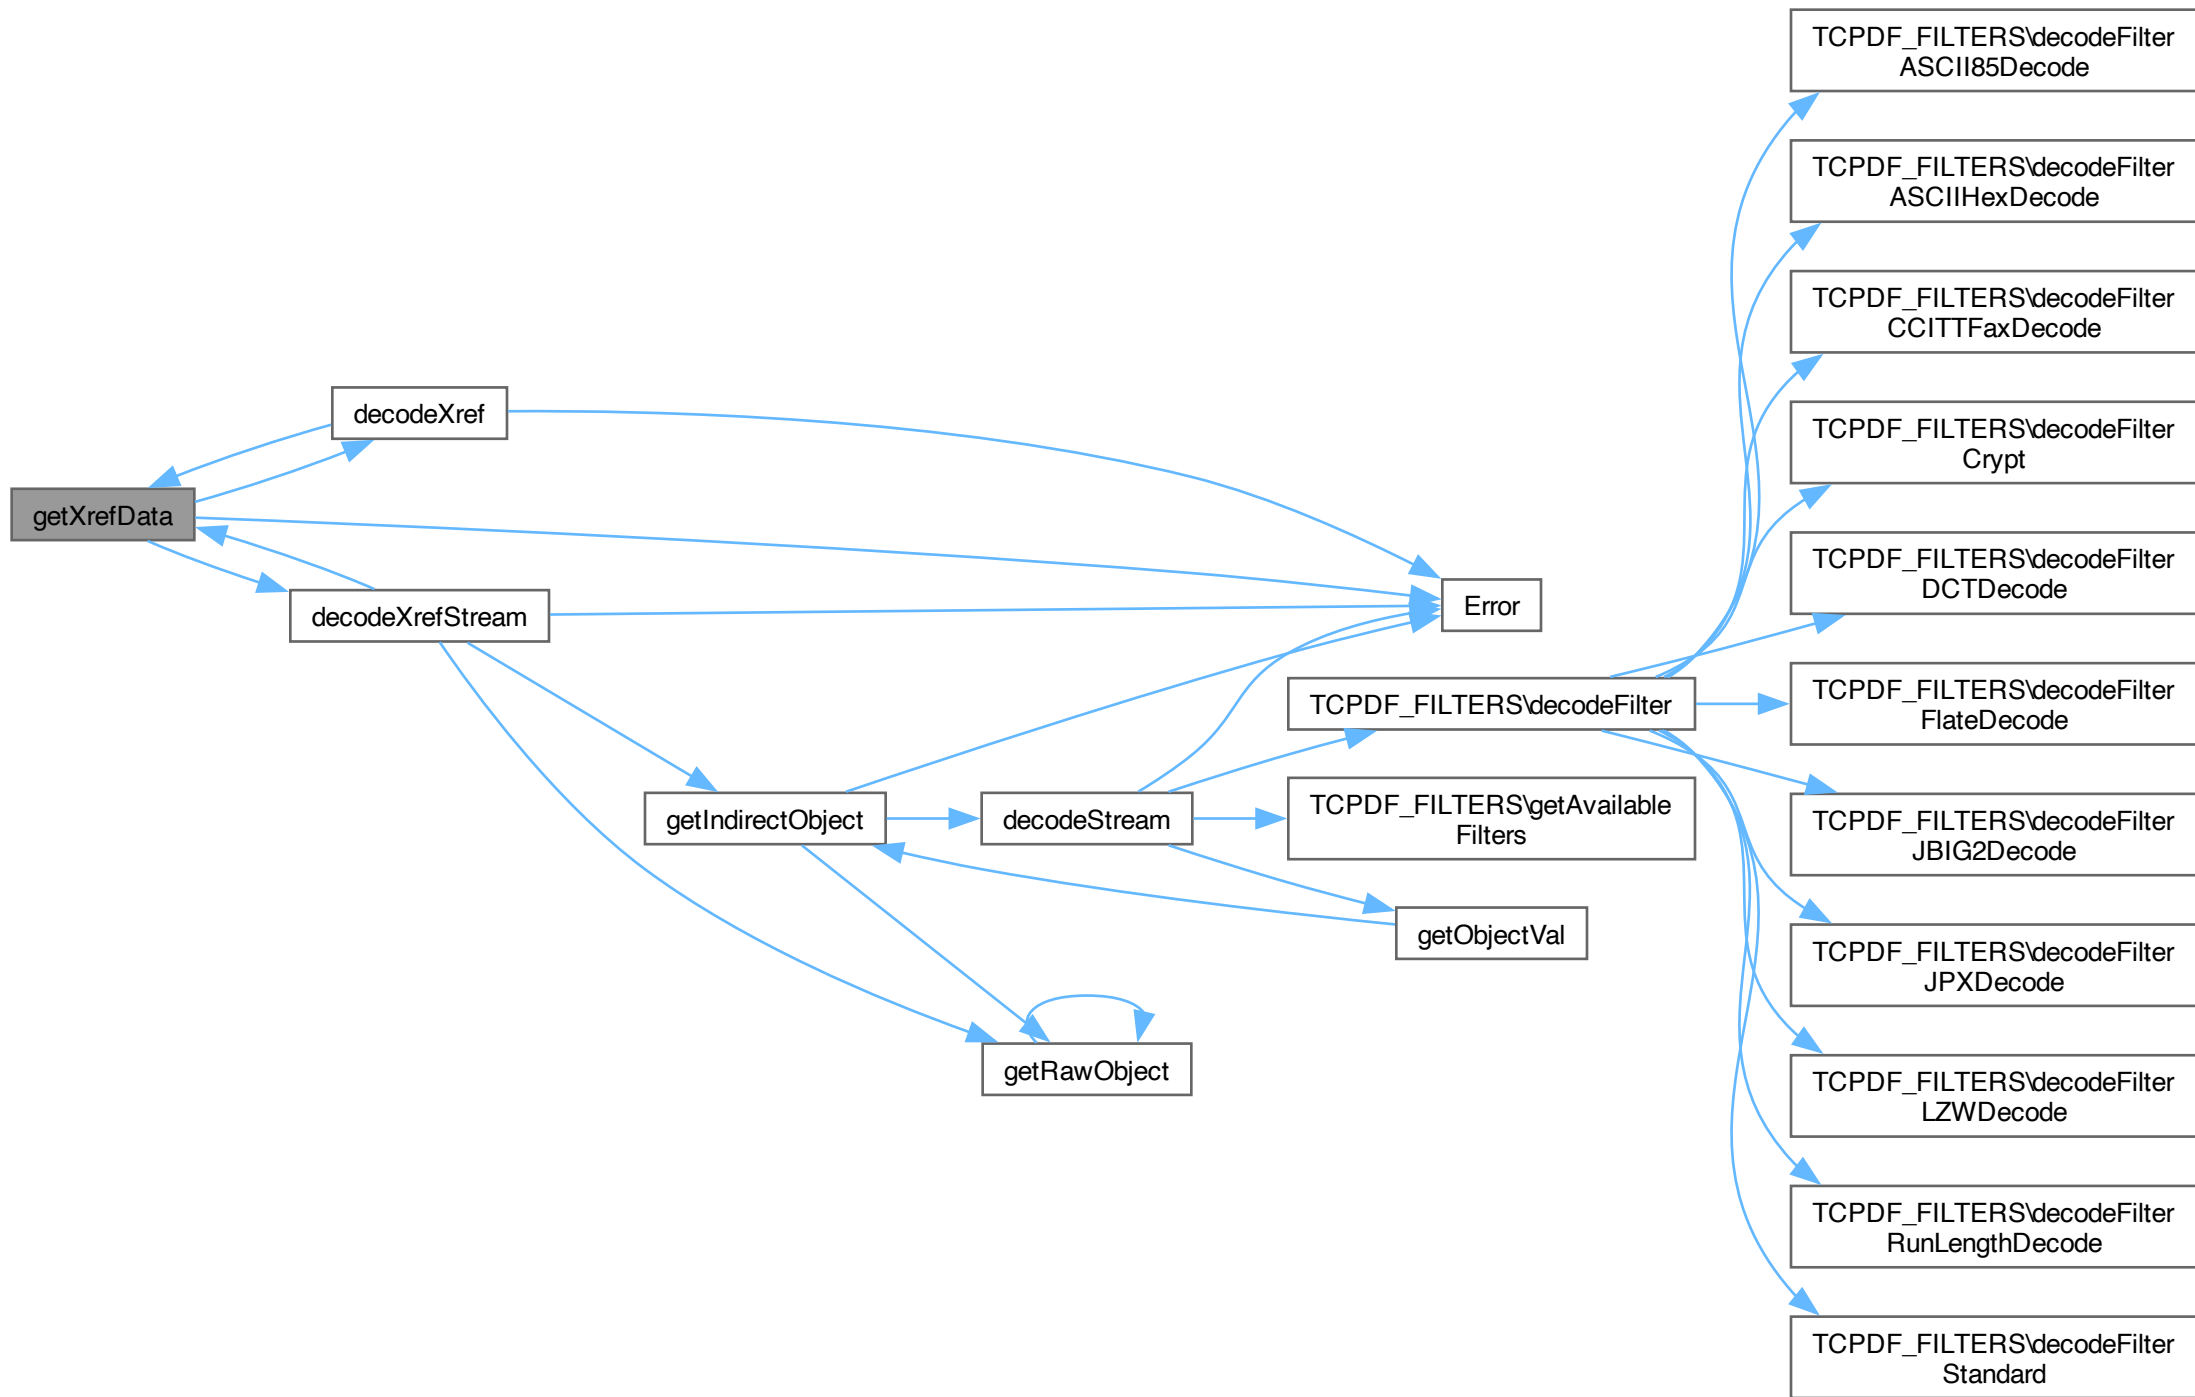 TCPDF_FILTERS\decodeFilter
ASCII85Decode
TCPDF_FILTERS\decodeFilter
ASCIIHexDecode
TCPDF_FILTERS\decodeFilter
CCITTFaxDecode
decodeXref
TCPDF_FILTERS\decodeFilter
Crypt
getXrefData
TCPDF_FILTERS\decodeFilter
DCTDecode
decodeXrefStream
Error
TCPDF_FILTERS\decodeFilter
TCPDF_FILTERS\decodeFilter
FlateDecode
getIndirectObject
decodeStream
TCPDF_FILTERS\getAvailable
Filters
TCPDF_FILTERS\decodeFilter
JBIG2Decode
getObjectVal
TCPDF_FILTERS\decodeFilter
JPXDecode
getRawObject
TCPDF_FILTERS\decodeFilter
LZWDecode
TCPDF_FILTERS\decodeFilter
RunLengthDecode
TCPDF_FILTERS\decodeFilter
Standard